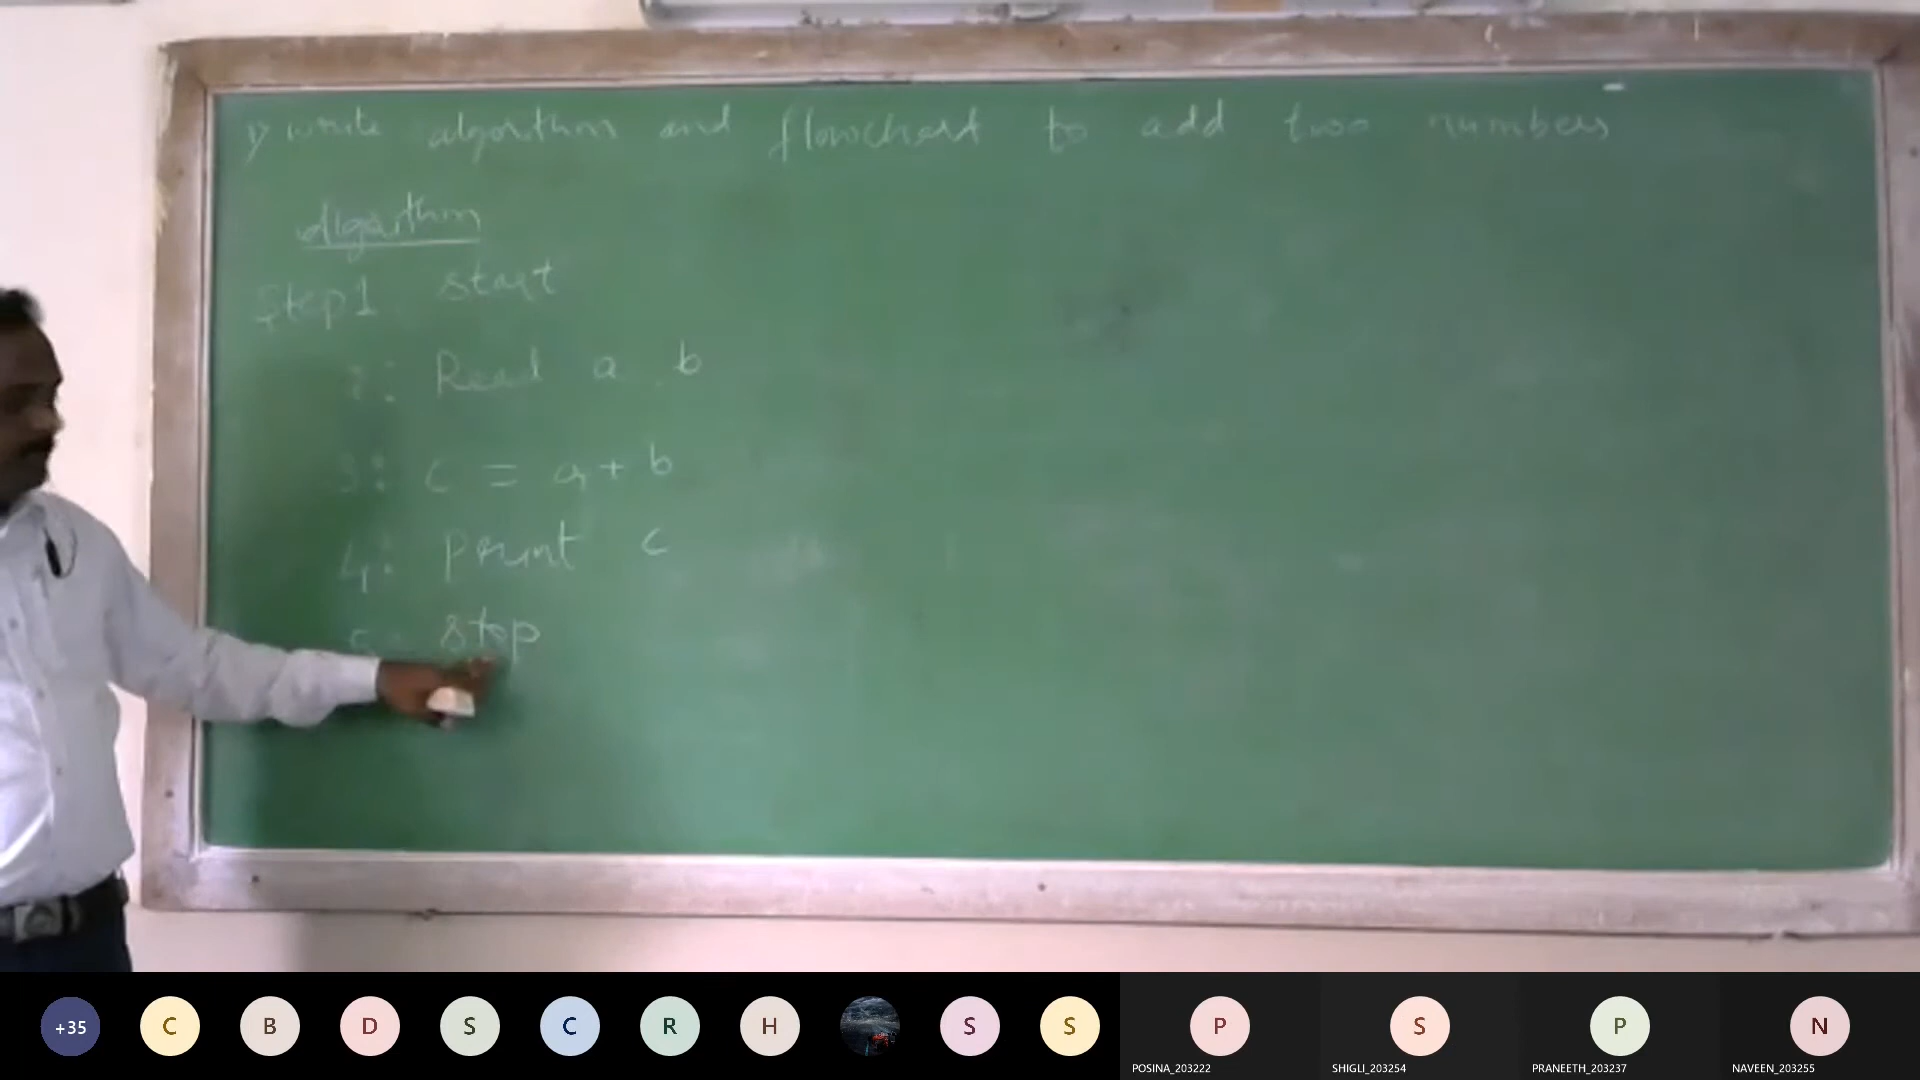 1) write algorithm and flowchart to add two numbers
algorithm
Step1. start
2: Read a, b
3: c = a + b
4: print c
5: stop
+35 C B D S C R H S S P S P N
POSINA_203222 SHIGLI_203254 PRANEETH_203237 NAVEEN_203255